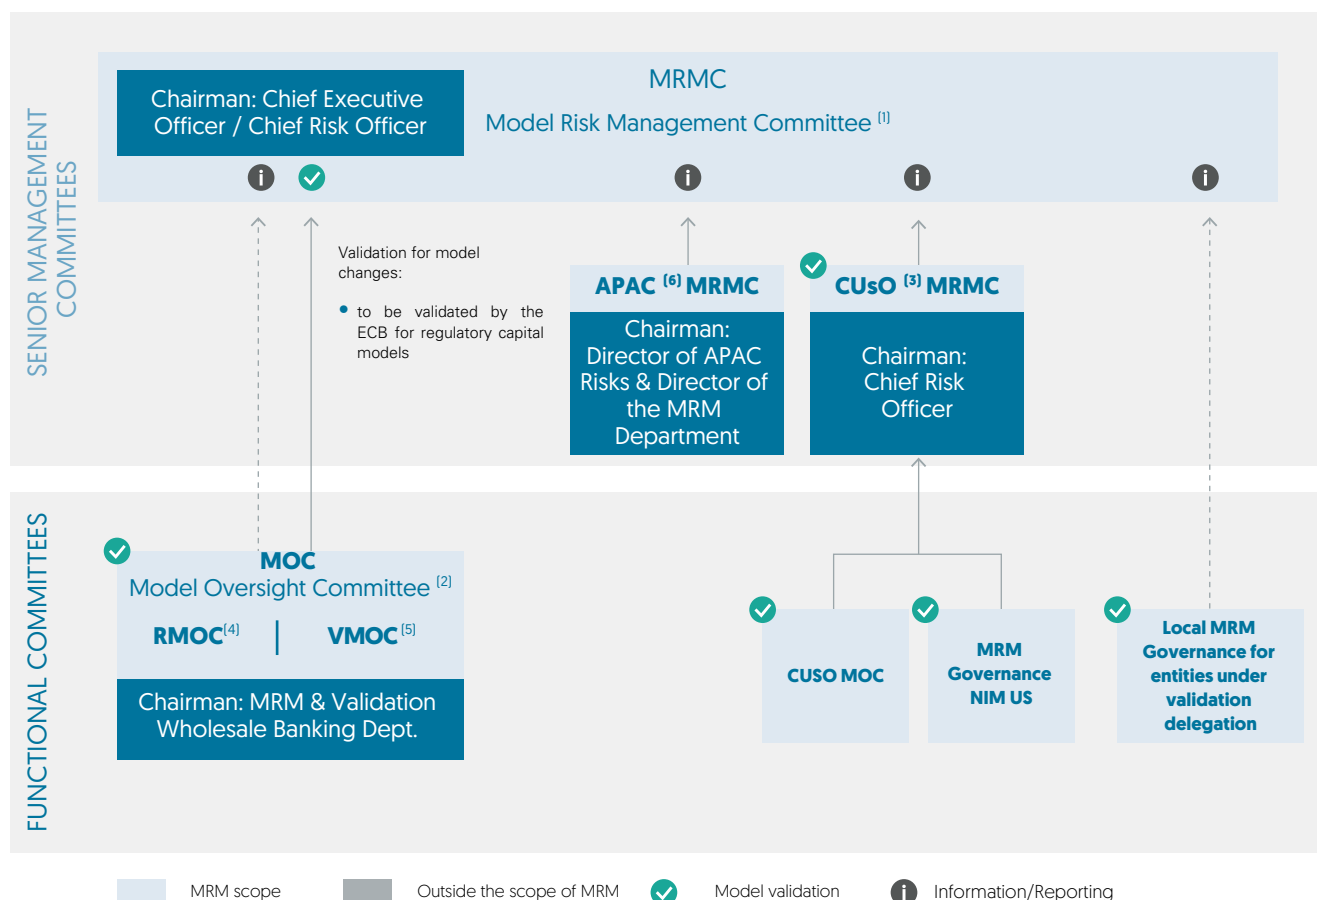 SENIOR MANAGEMENT
COMMITTEES
Chairman: Chief Executive
Officer / Chief Risk Officer
MRMC
Model Risk Management Committee (1)
i
i
i
i
Validation for model
changes:
• to be validated by the
ECB for regulatory capital
models
APAC (6) MRMC
Chairman:
Director of APAC
Risks & Director of
the MRM
Department
CUsO (3) MRMC
Chairman:
Chief Risk
Officer
FUNCTIONAL COMMITTEES
MOC
Model Oversight Committee (2)
RMOC(4) | VMOC (5)
Chairman: MRM & Validation
Wholesale Banking Dept.
CUSO MOC
MRM
Governance
NIM US
Local MRM
Governance for
entities under
validation
delegation
MRM scope
Outside the scope of MRM
Model validation
i Information/Reporting